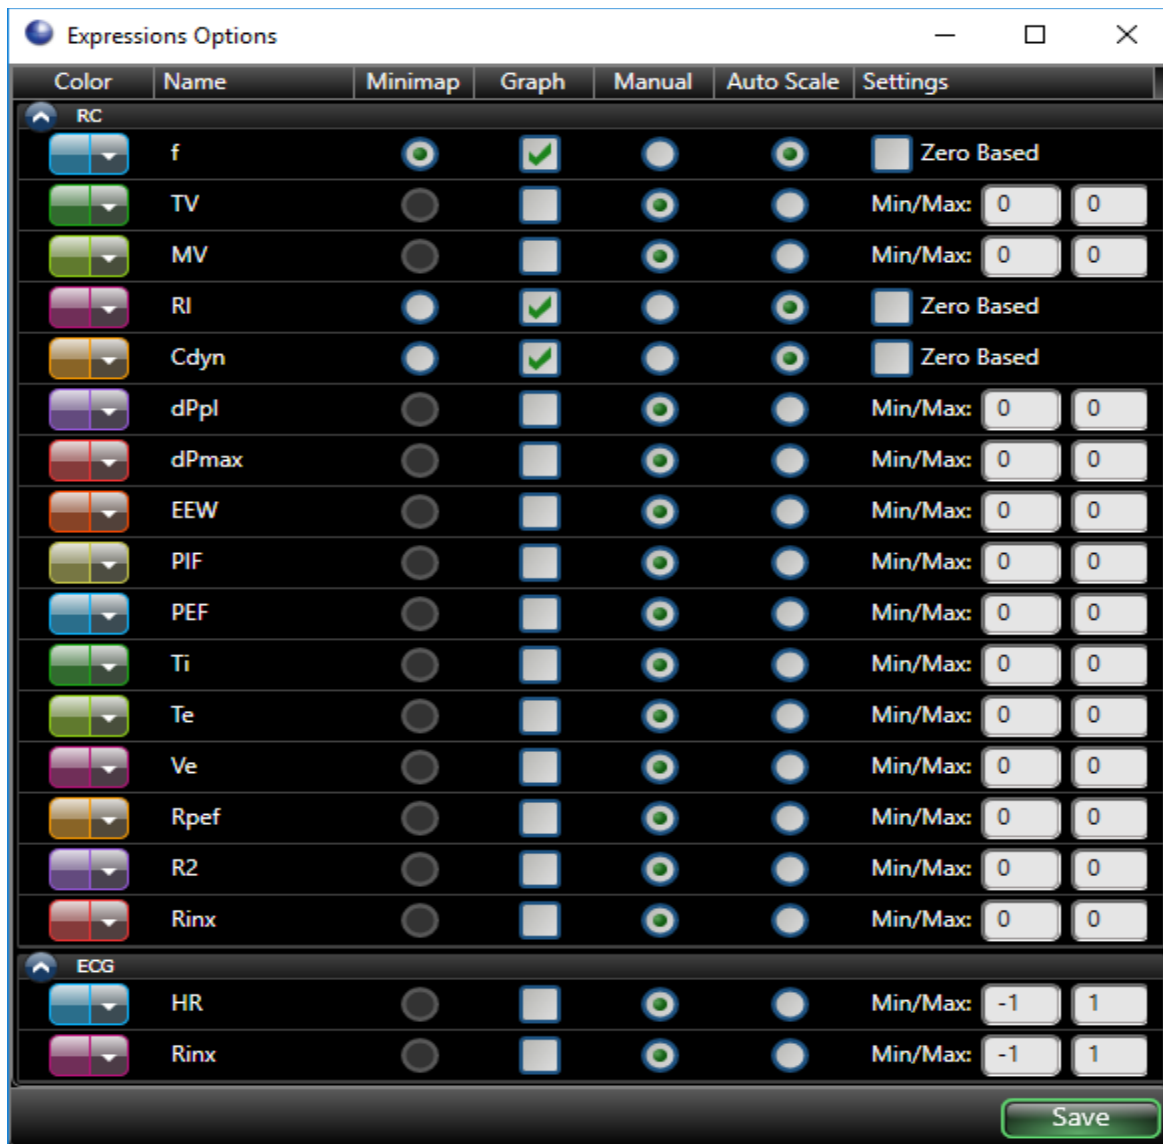 Expressions Options
Color Name Minimap Graph Manual Auto Scale Settings
RC
f Zero Based
TV Min/Max: 0 0
MV Min/Max: 0 0
RI Zero Based
Cdyn Zero Based
dPpl Min/Max: 0 0
dPmax Min/Max: 0 0
EEW Min/Max: 0 0
PIF Min/Max: 0 0
PEF Min/Max: 0 0
Ti Min/Max: 0 0
Te Min/Max: 0 0
Ve Min/Max: 0 0
Rpef Min/Max: 0 0
R2 Min/Max: 0 0
Rinx Min/Max: 0 0
ECG
HR Min/Max: -1 1
Rinx Min/Max: -1 1
Save